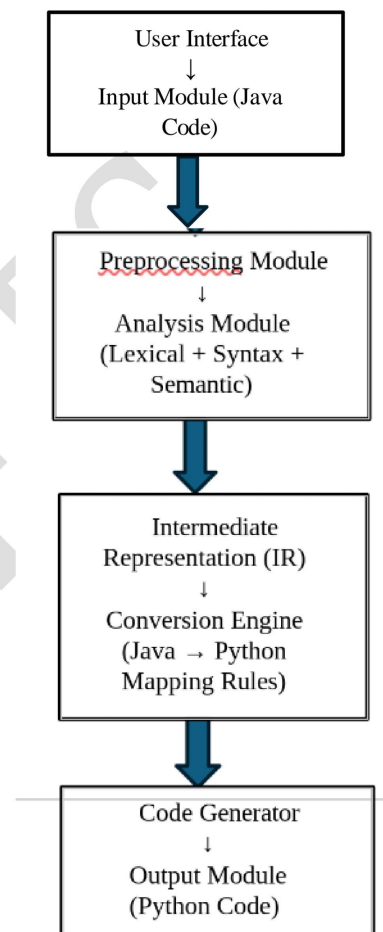 User Interface
↓
Input Module (Java
Code)
Preprocessing Module
↓
Analysis Module
(Lexical + Syntax +
Semantic)
Intermediate
Representation (IR)
↓
Conversion Engine
(Java → Python
Mapping Rules)
Code Generator
↓
Output Module
(Python Code)